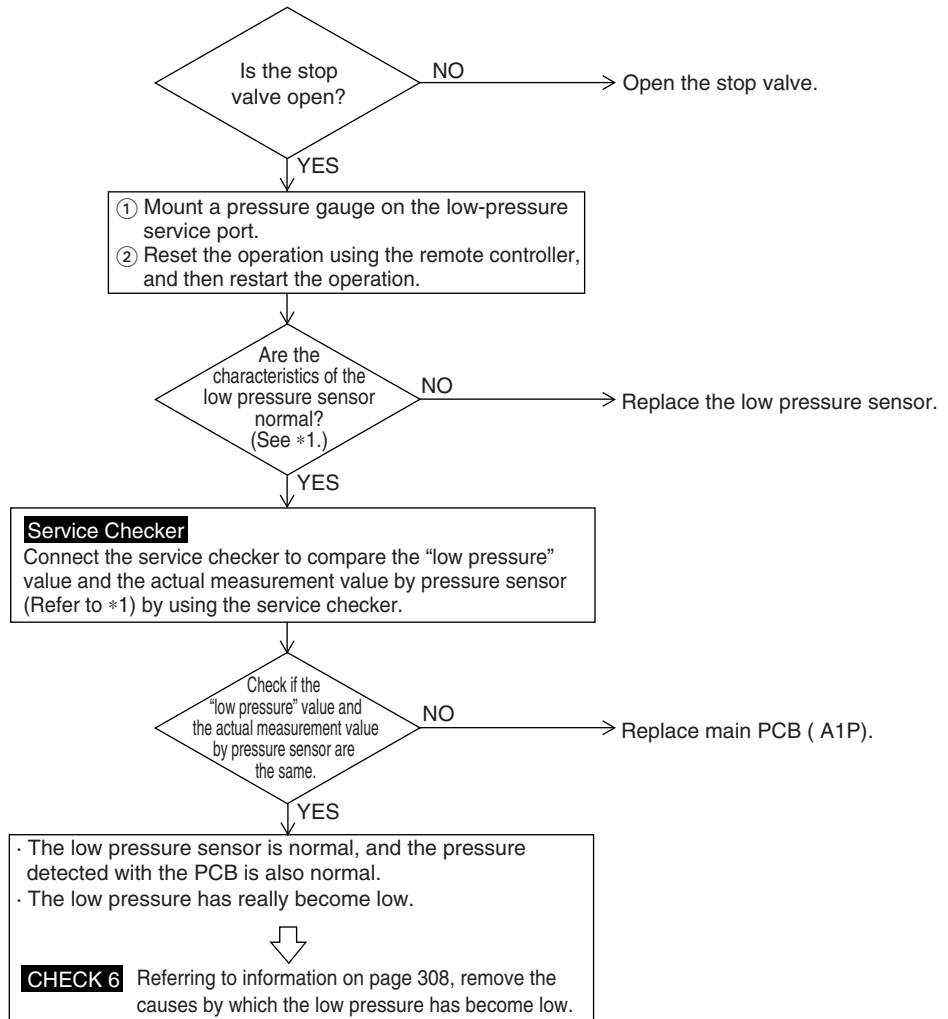 Is the stop
valve open?
NO
Open the stop valve.
YES
① Mount a pressure gauge on the low-pressure
service port.
② Reset the operation using the remote controller,
and then restart the operation.
Are the
characteristics of the
low pressure sensor
normal?
(See *1.)
NO
Replace the low pressure sensor.
YES
Service Checker
Connect the service checker to compare the “low pressure”
value and the actual measurement value by pressure sensor
(Refer to *1) by using the service checker.
Check if the
“low pressure” value and
the actual measurement value
by pressure sensor are
the same.
NO
Replace main PCB ( A1P).
YES
· The low pressure sensor is normal, and the pressure
detected with the PCB is also normal.
· The low pressure has really become low.
CHECK 6 Referring to information on page 308, remove the
causes by which the low pressure has become low.